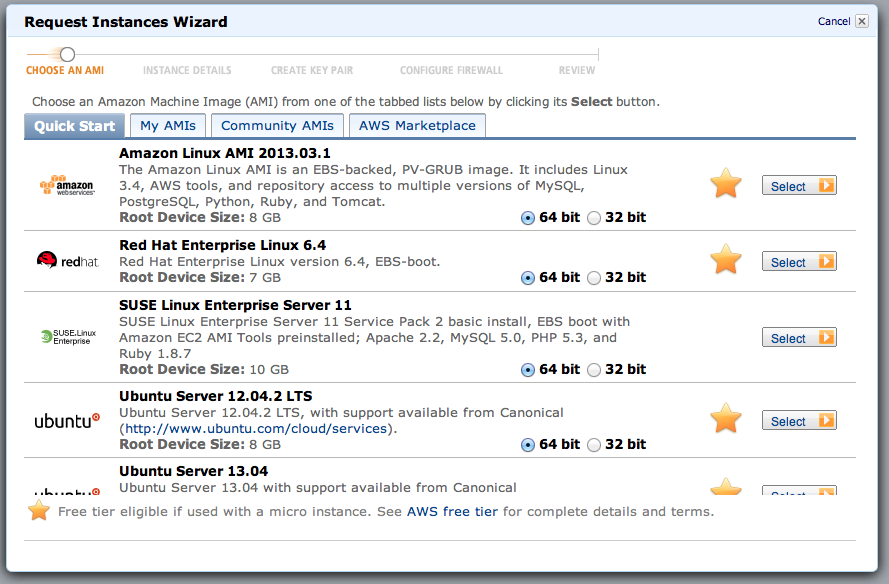 Request Instances Wizard
Cancel
CHOOSE AN AMI INSTANCE DETAILS CREATE KEY PAIR CONFIGURE FIREWALL REVIEW
Choose an Amazon Machine Image (AMI) from one of the tabbed lists below by clicking its Select button.
Quick Start My AMIs Community AMIs AWS Marketplace
amazon
webservices
Amazon Linux AMI 2013.03.1
The Amazon Linux AMI is an EBS-backed, PV-GRUB image. It includes Linux
3.4, AWS tools, and repository access to multiple versions of MySQL,
PostgreSQL, Python, Ruby, and Tomcat.
Root Device Size: 8 GB
64 bit 32 bit
Select
redhat.
Red Hat Enterprise Linux 6.4
Red Hat Enterprise Linux version 6.4, EBS-boot.
Root Device Size: 7 GB
64 bit 32 bit
Select
SUSE Linux
Enterprise
SUSE Linux Enterprise Server 11
SUSE Linux Enterprise Server 11 Service Pack 2 basic install, EBS boot with
Amazon EC2 AMI Tools preinstalled; Apache 2.2, MySQL 5.0, PHP 5.3, and
Ruby 1.8.7
Root Device Size: 10 GB
64 bit 32 bit
Select
ubuntu
Ubuntu Server 12.04.2 LTS
Ubuntu Server 12.04.2 LTS, with support available from Canonical
(http://www.ubuntu.com/cloud/services).
Root Device Size: 8 GB
64 bit 32 bit
Select
ubuntu
Ubuntu Server 13.04
Ubuntu Server 13.04 with support available from Canonical
Select
Free tier eligible if used with a micro instance. See AWS free tier for complete details and terms.